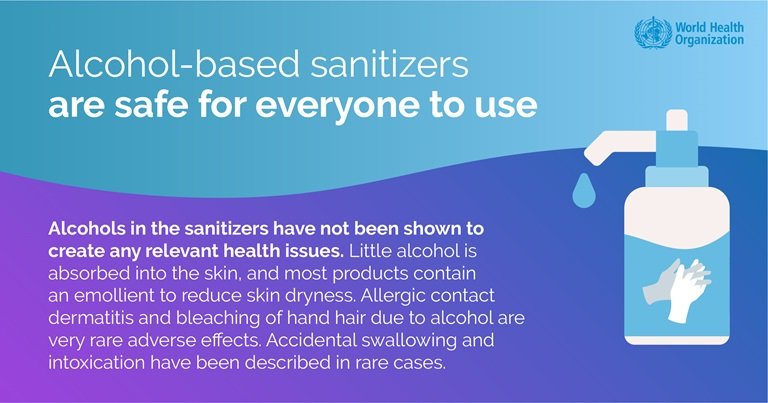 World Health
Organization
Alcohol-based sanitizers
are safe for everyone to use
Alcohols in the sanitizers have not been shown to
create any relevant health issues. Little alcohol is
absorbed into the skin, and most products contain
an emollient to reduce skin dryness. Allergic contact
dermatitis and bleaching of hand hair due to alcohol are
very rare adverse effects. Accidental swallowing and
intoxication have been described in rare cases.